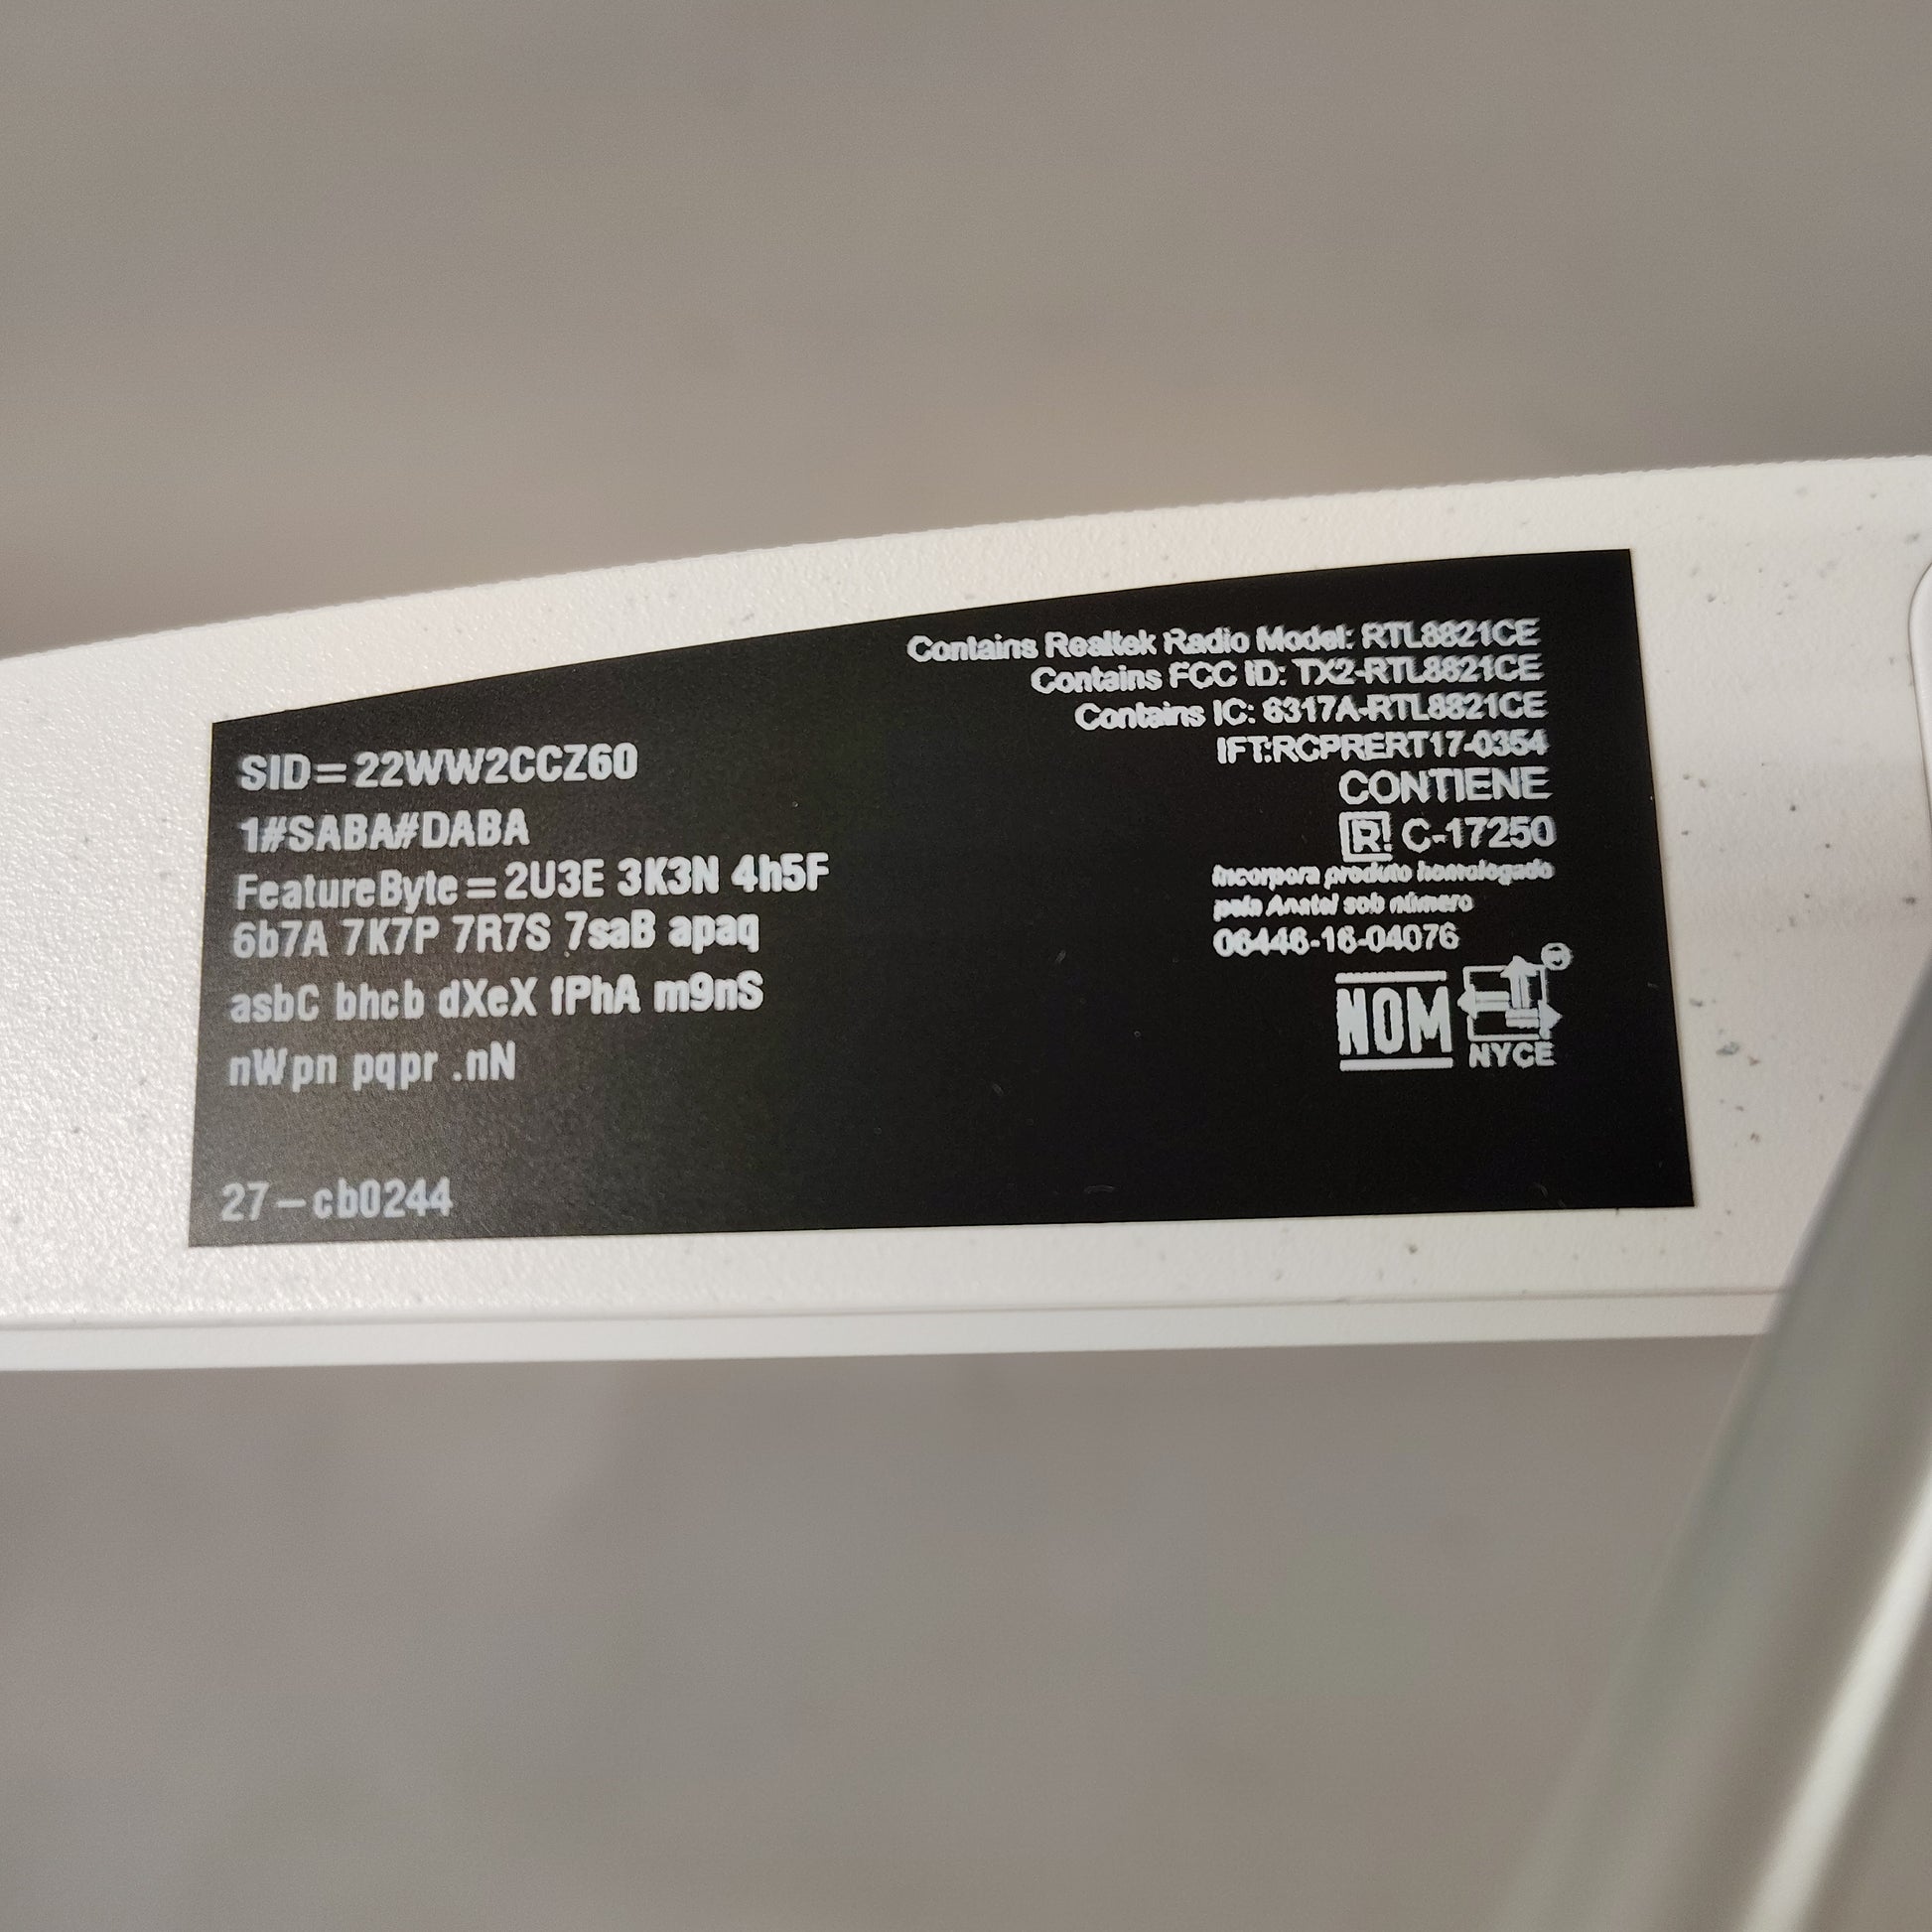 SID=22WW2CCZ60
1#SABA#DABA
FeatureByte=2U3E 3K3N 4h5F
6b7A 7K7P 7R7S 7saB apaq
asbC bhcb dXeX fPhA m9nS
nWpn pqpr .nN
27-cb0244
Contains Realtek Radio Model: RTL8821CE
Contains FCC ID: TX2-RTL8821CE
Contains IC: 6317A-RTL8821CE
IFT:RCPRERT17-0354
CONTIENE
R! C-17250
Incorpora produto homologado
pela Anatel sob número
06446-16-04076
NOM
NYCE